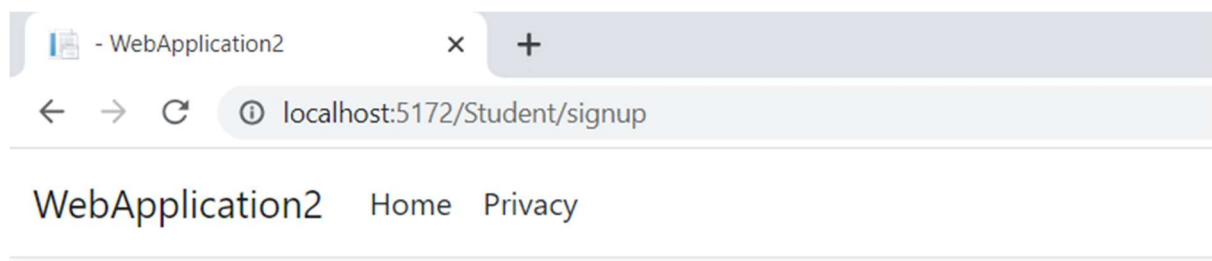 - WebApplication2
localhost:5172/Student/signup
WebApplication2 Home Privacy